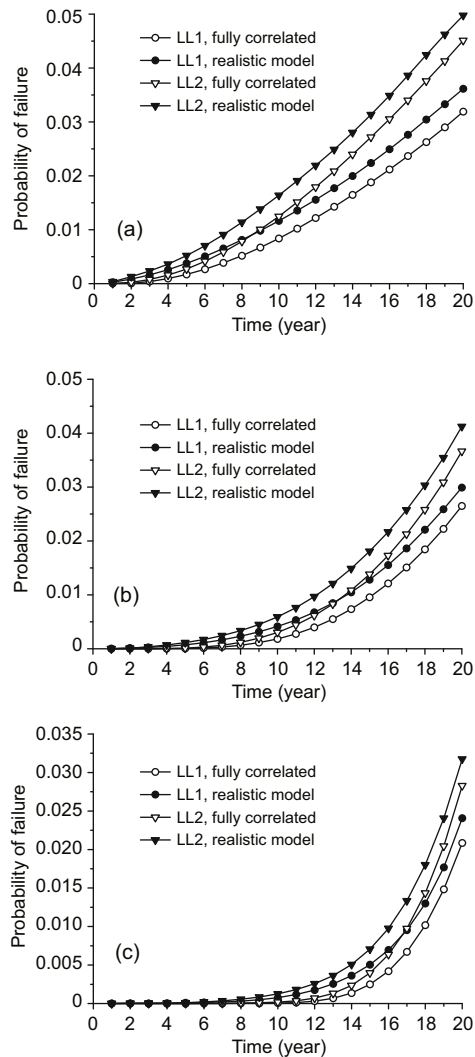 0.05
LL1, fully correlated
LL1, realistic model
LL2, fully correlated
LL2, realistic model
0.04
0.03
0.02
0.01
0
Probability of failure
(a)
0 2 4 6 8 10 12 14 16 18 20
Time (year)
0.05
LL1, fully correlated
LL1, realistic model
LL2, fully correlated
LL2, realistic model
0.04
0.03
0.02
0.01
0
Probability of failure
(b)
0 2 4 6 8 10 12 14 16 18 20
Time (year)
0.035
LL1, fully correlated
LL1, realistic model
LL2, fully correlated
LL2, realistic model
0.030
0.025
0.020
0.015
0.010
0.005
0
Probability of failure
(c)
0 2 4 6 8 10 12 14 16 18 20
Time (year)